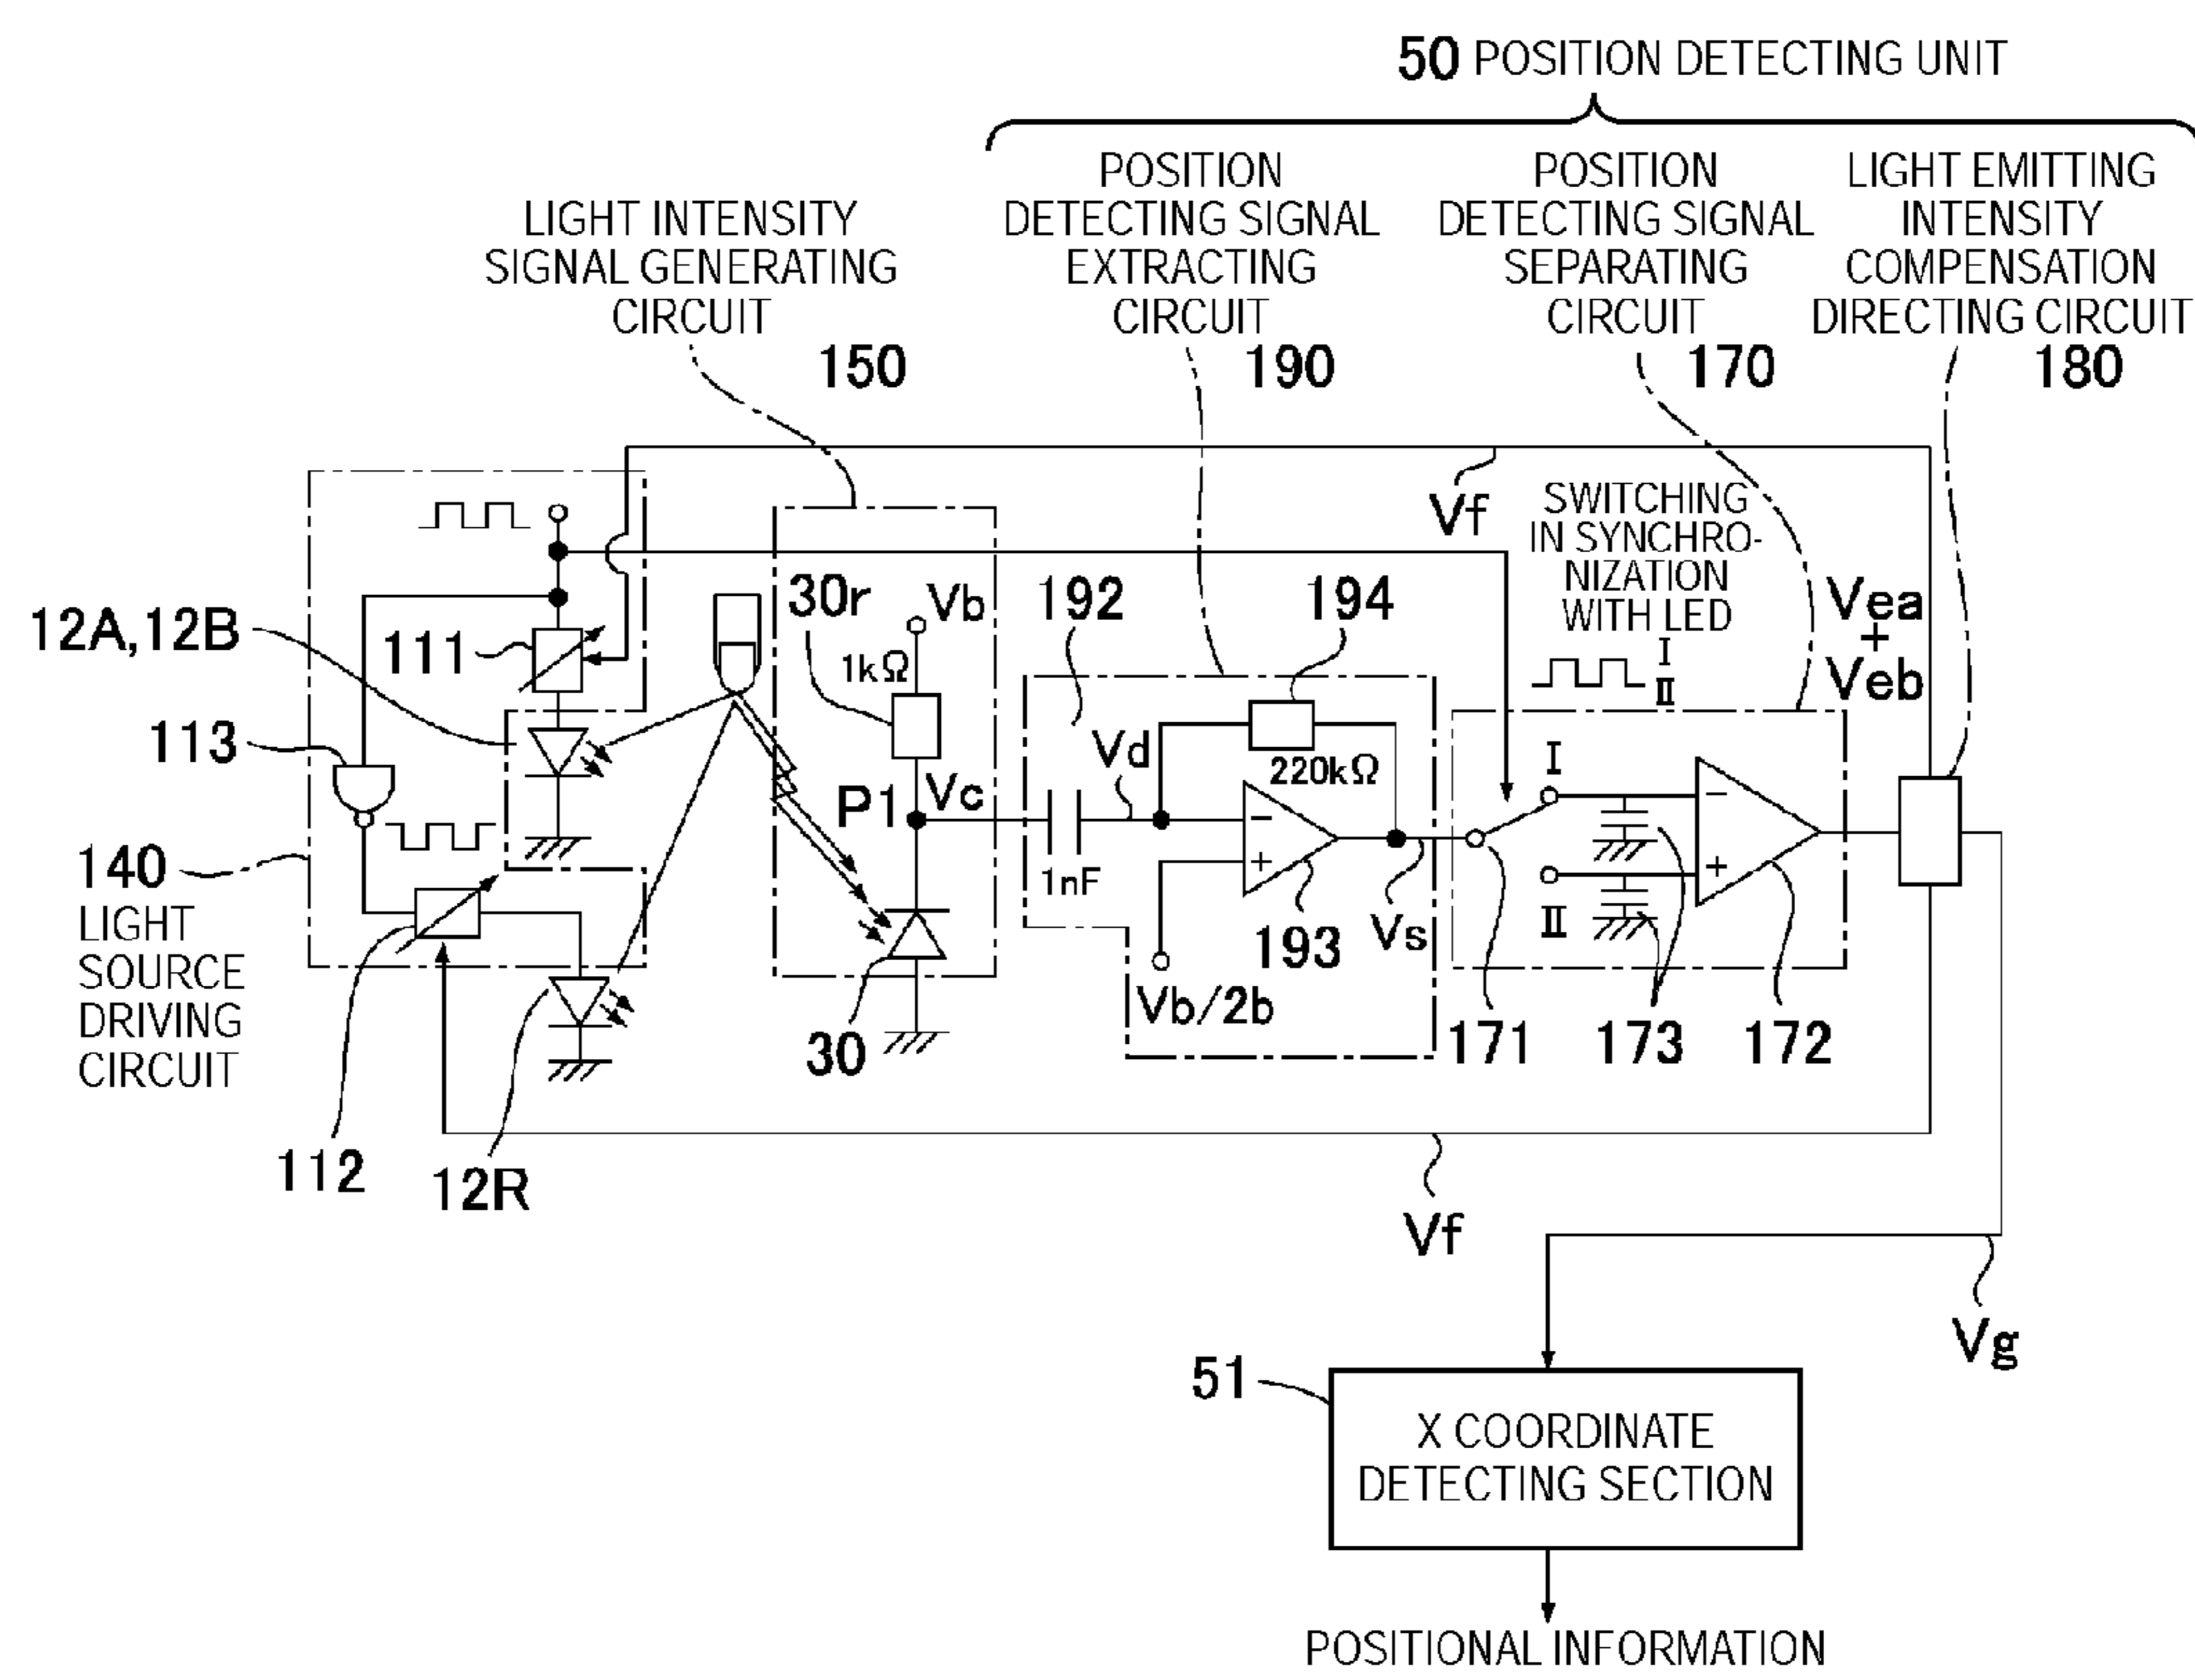 50 POSITION DETECTING UNIT
LIGHT INTENSITY
SIGNAL GENERATING
CIRCUIT
150
POSITION
DETECTING SIGNAL
EXTRACTING
CIRCUIT
190
POSITION
DETECTING SIGNAL
SEPARATING
CIRCUIT
170
LIGHT EMITTING
INTENSITY
COMPENSATION
DIRECTING CIRCUIT
180
Vf
SWITCHING
IN SYNCHRO-
NIZATION
WITH LED
I
II
Vea
+
Veb
12A,12B
111
113
30r
Vb
1kΩ
192
194
Vd
220kΩ
P1
Vc
1nF
−
+
193
Vb/2b
Vs
I
II
−
+
171
173
172
140
LIGHT
SOURCE
DRIVING
CIRCUIT
112
12R
30
Vf
Vg
51
X COORDINATE
DETECTING SECTION
POSITIONAL INFORMATION